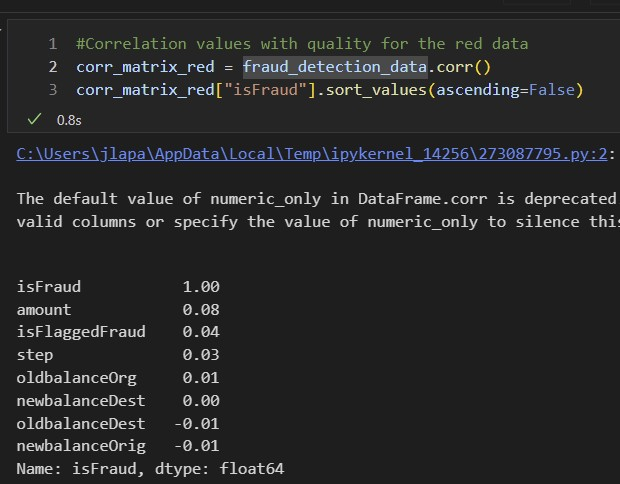 1 #Correlation values with quality for the red data
2 corr_matrix_red = fraud_detection_data.corr()
3 corr_matrix_red["isFraud"].sort_values(ascending=False)
0.8s
C:\Users\jlapa\AppData\Local\Temp\ipykernel_14256\273087795.py:2:
The default value of numeric_only in DataFrame.corr is deprecated
valid columns or specify the value of numeric_only to silence this
isFraud 1.00
amount 0.08
isFlaggedFraud 0.04
step 0.03
oldbalanceOrg 0.01
newbalanceDest 0.00
oldbalanceDest -0.01
newbalanceOrig -0.01
Name: isFraud, dtype: float64